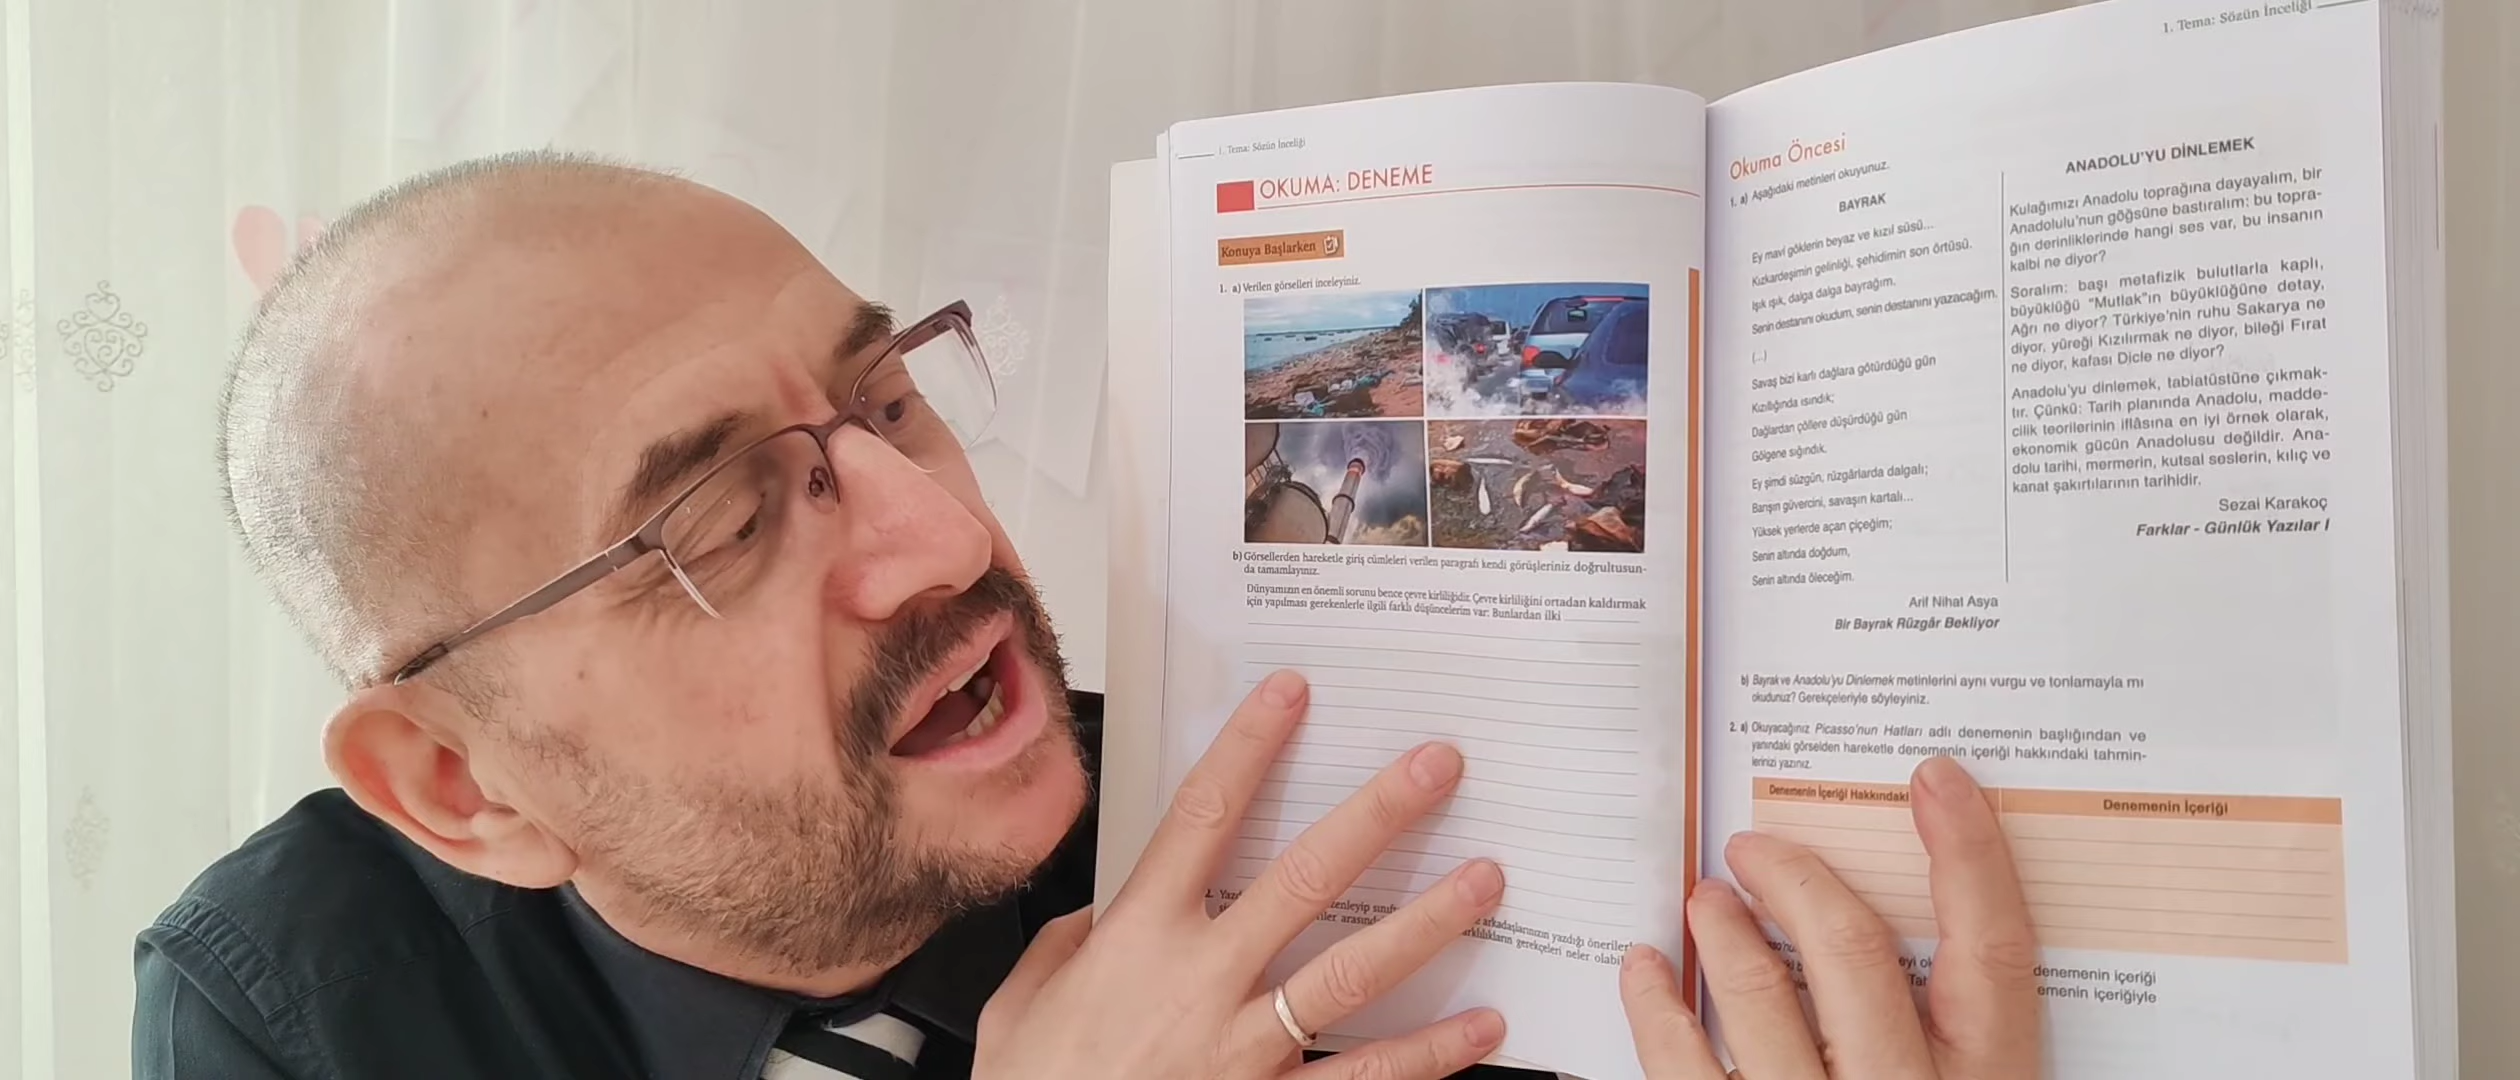 1. Tema: Sözün İnceliği
OKUMA: DENEME
Konuya Başlarken
1. a) Verilen görselleri inceleyiniz.
b) Görsellerden hareketle giriş cümleleri verilen paragrafı kendi görüşleriniz doğrultusun-
da tamamlayınız.
Dünyamızın en önemli sorunu bence çevre kirliliğidir. Çevre kirliliğini ortadan kaldırmak
için yapılması gerekenlerle ilgili farklı düşüncelerim var: Bunlardan ilki
2.
zenleyip
arkadaşlarınızın yazdığı öneriler
gerekçeleri neler
1. Tema: Sözün İnceliği
Okuma Öncesi
1. a) Aşağıdaki metinleri okuyunuz.
BAYRAK
Ey mavi göklerin beyaz ve kızıl süsü...
Kızkardeşimin gelinliği, şehidimin son örtüsü.
Işık ışık, dalga dalga bayrağım.
Senin destanını okudum, senin destanını yazacağım.
(...)
Savaş bizi karlı dağlara götürdüğü gün
Kızıllığında ısındık;
Dağlardan çöllere düşürdüğü gün
Gölgene sığındık.
Ey şimdi süzgün, rüzgârlarda dalgalı;
Barışın güvercini, savaşın kartalı...
Yüksek yerlerde açan çiçeğim;
Senin altında doğdum,
Senin altında öleceğim.
Arif Nihat Asya
Bir Bayrak Rüzgâr Bekliyor
ANADOLU'YU DİNLEMEK
Kulağımızı Anadolu toprağına dayayalım, bir
Anadolulu'nun göğsüne bastıralım: bu topra-
ğın derinliklerinde hangi ses var, bu insanın
kalbi ne diyor?
Soralım: başı metafizik bulutlarla kaplı,
büyüklüğü "Mutlak"ın büyüklüğüne detay,
Ağrı ne diyor? Türkiye'nin ruhu Sakarya ne
diyor, yüreği Kızılırmak ne diyor, bileği Fırat
ne diyor, kafası Dicle ne diyor?
Anadolu'yu dinlemek, tabiatüstüne çıkmak-
tır. Çünkü: Tarih planında Anadolu, madde-
cilik teorilerinin iflâsına en iyi örnek olarak,
ekonomik gücün Anadolusu değildir. Ana-
dolu tarihi, mermerin, kutsal seslerin, kılıç ve
kanat şakırtılarının tarihidir.
Sezai Karakoç
Farklar - Günlük Yazılar I
b) Bayrak ve Anadolu'yu Dinlemek metinlerini aynı vurgu ve tonlamayla mı
okudunuz? Gerekçeleriyle söyleyiniz.
2. a) Okuyacağınız Picasso'nun Hatları adlı denemenin başlığından ve
yanındaki görselden hareketle denemenin içeriği hakkındaki tahmin-
lerinizi yazınız.
Denemenin İçeriği Hakkındaki
Denemenin İçeriği
denemenin içeriği
emenin içeriğiyle